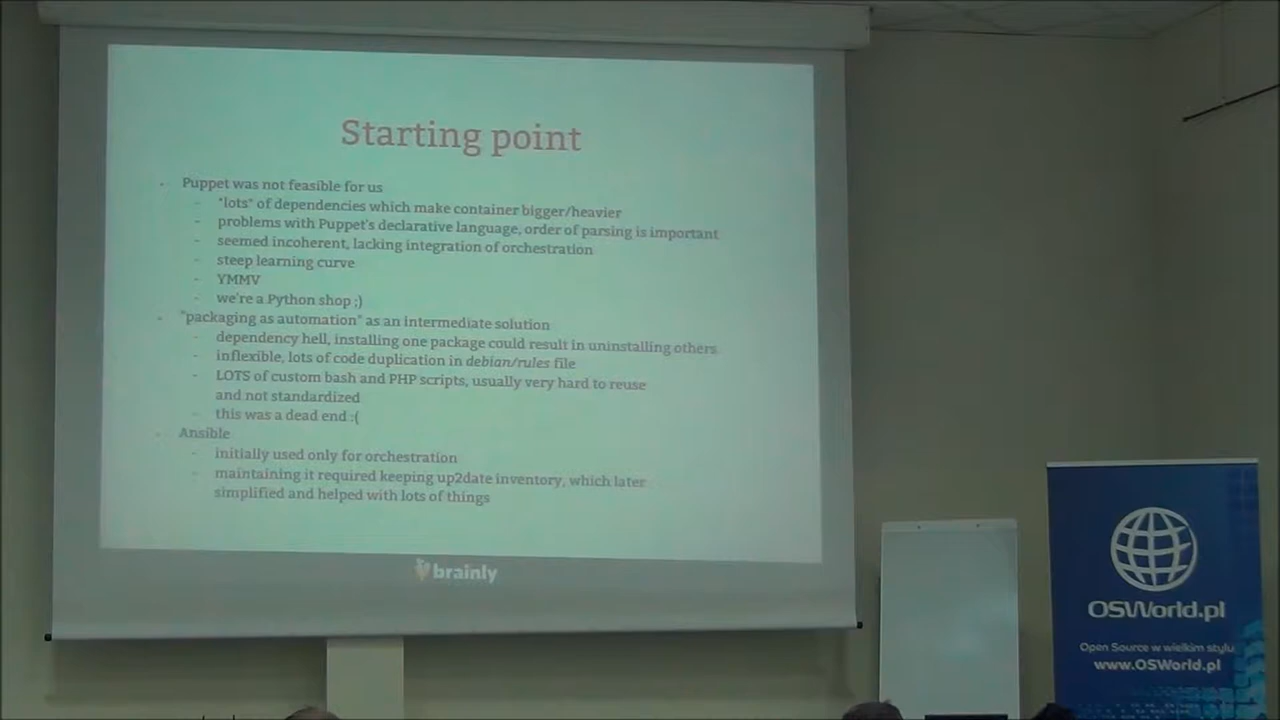 Starting point
Puppet was not feasible for us
- *lots* of dependencies which make container bigger/heavier
- problems with Puppet's declarative language, order of parsing is important
- seemed incoherent, lacking integration of orchestration
- steep learning curve
- YMMV
- we're a Python shop ;)
"packaging as automation" as an intermediate solution
- dependency hell, installing one package could result in uninstalling others
- inflexible, lots of code duplication in debian/rules file
- LOTS of custom bash and PHP scripts, usually very hard to reuse
and not standardized
- this was a dead end :(
Ansible
- initially used only for orchestration
- maintaining it required keeping up2date inventory, which later
simplified and helped with lots of things
brainly
OSWorld.pl
Open Source w wielkim stylu
www.OSWorld.pl